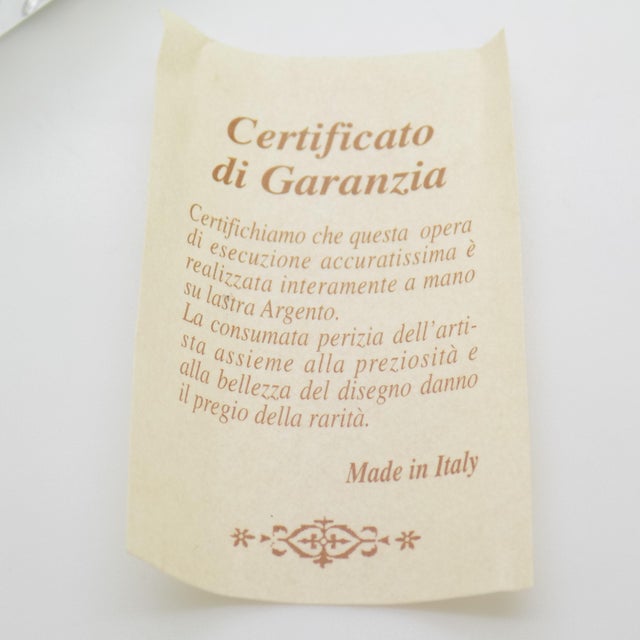 Certificato
di Garanzia
Certifichiamo che questa opera
di esecuzione accuratissima è
realizzata interamente a mano
su lastra Argento.
La consumata perizia dell'arti-
sta assieme alla preziosità e
alla bellezza del disegno danno
il pregio della rarità.
Made in Italy